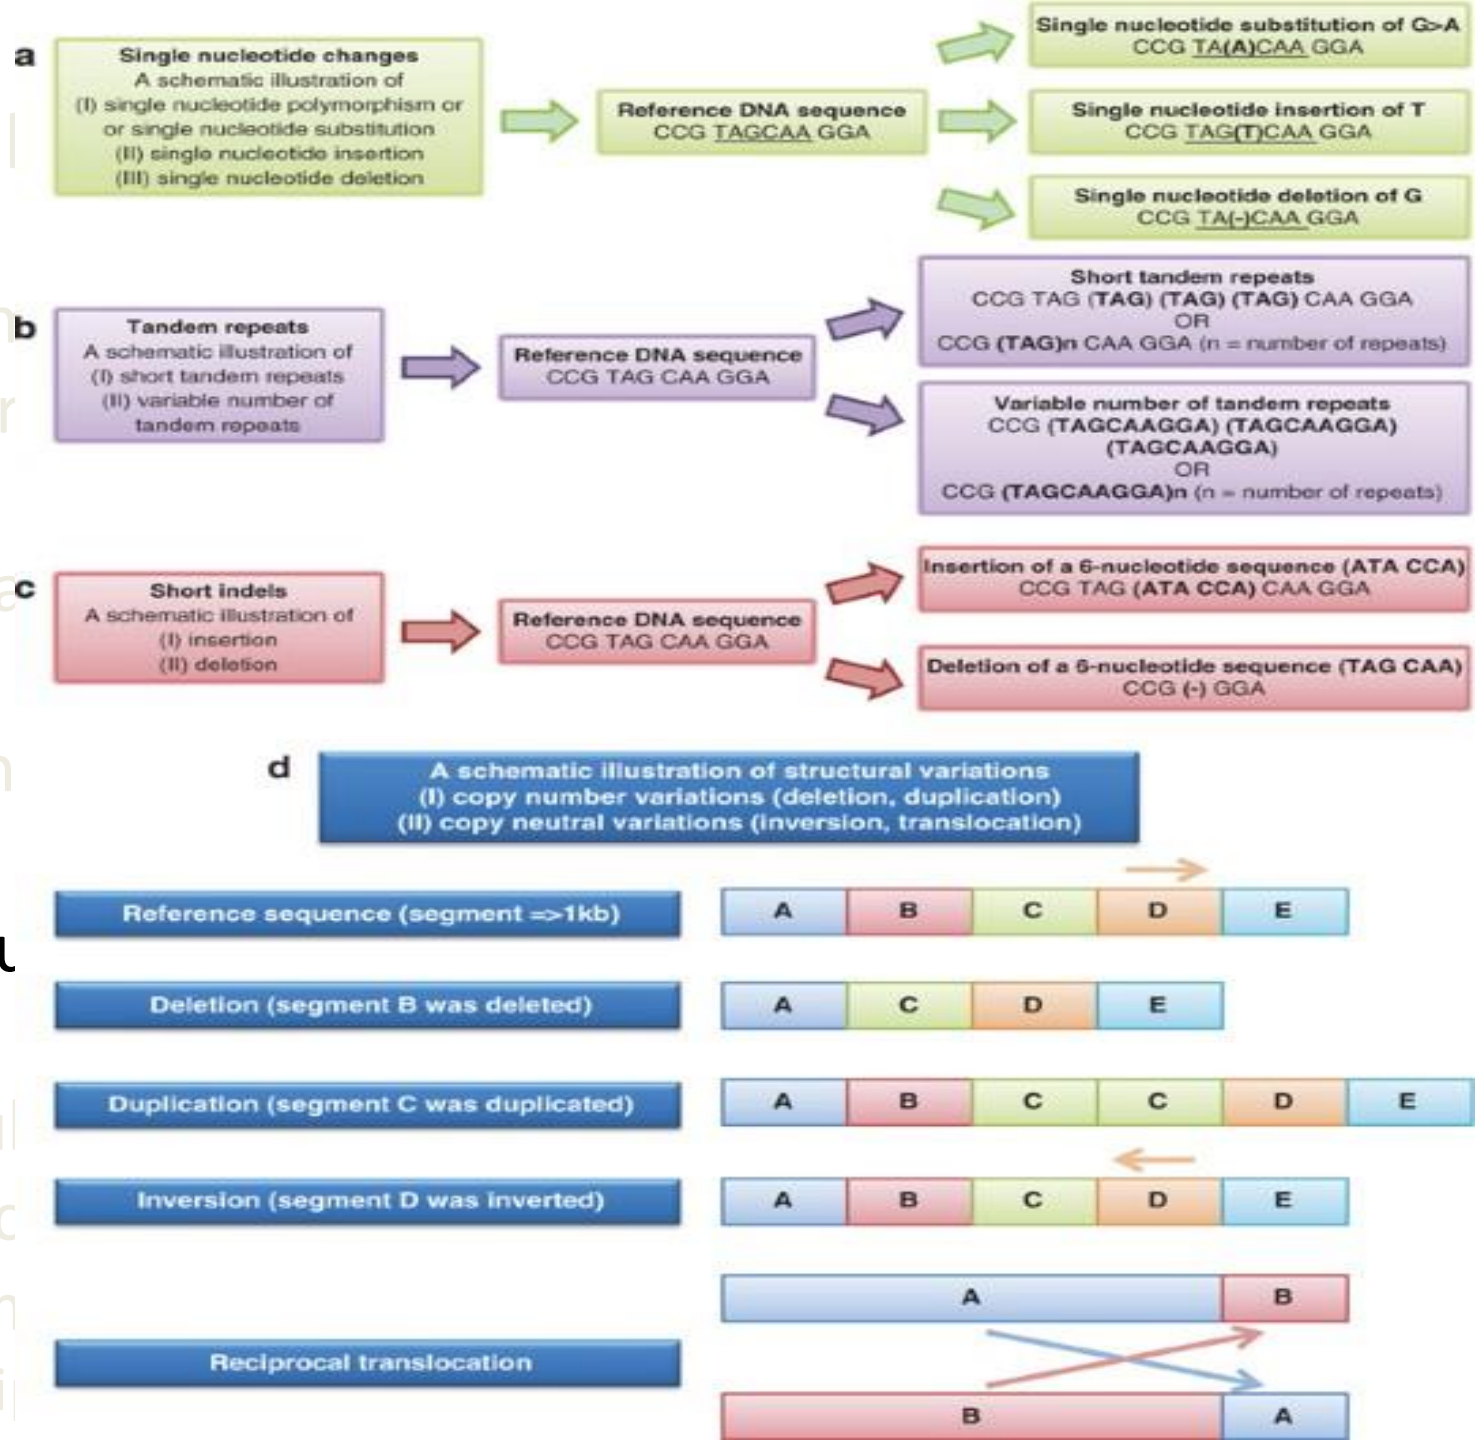 a
Single nucleotide changes
A schematic illustration of
(I) single nucleotide polymorphism or
or single nucleotide substitution
(II) single nucleotide insertion
(III) single nucleotide deletion
Reference DNA sequence
CCG TAGCAA GGA
Single nucleotide substitution of G>A
CCG TA(A)CAA GGA
Single nucleotide insertion of T
CCG TAG(T)CAA GGA
Single nucleotide deletion of G
CCG TA(-)CAA GGA
b
Tandem repeats
A schematic illustration of
(I) short tandem repeats
(II) variable number of
tandem repeats
Reference DNA sequence
CCG TAG CAA GGA
Short tandem repeats
CCG TAG (TAG) (TAG) (TAG) CAA GGA
OR
CCG (TAG)n CAA GGA (n = number of repeats)
Variable number of tandem repeats
CCG (TAGCAAGGA) (TAGCAAGGA)
(TAGCAAGGA)
OR
CCG (TAGCAAGGA)n (n = number of repeats)
c
Short indels
A schematic illustration of
(I) insertion
(II) deletion
Reference DNA sequence
CCG TAG CAA GGA
Insertion of a 6-nucleotide sequence (ATA CCA)
CCG TAG (ATA CCA) CAA GGA
Deletion of a 6-nucleotide sequence (TAG CAA)
CCG (-) GGA
d
A schematic illustration of structural variations
(I) copy number variations (deletion, duplication)
(II) copy neutral variations (inversion, translocation)
Reference sequence (segment =>1kb)
A B C D E
Deletion (segment B was deleted)
A C D E
Duplication (segment C was duplicated)
A B C C D E
Inversion (segment D was inverted)
A B C D E
Reciprocal translocation
A B
B A